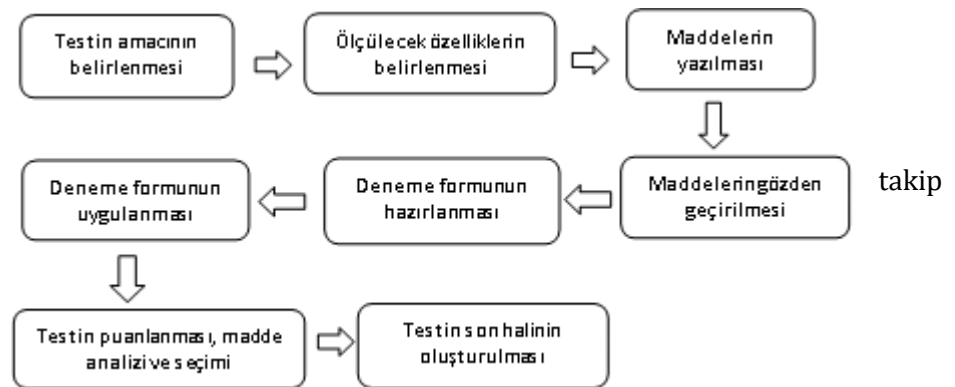 Testin amacının
belirlenmesi
Ölçülecek özelliklerin
belirlenmesi
Maddelerin
yazılması
Maddeleringözden
geçirilmesi
takip
Deneme formunun
hazırlanması
Deneme formunun
uygulanması
Testin puanlanması, madde
analizi ve seçimi
Testin son halinin
oluşturulması